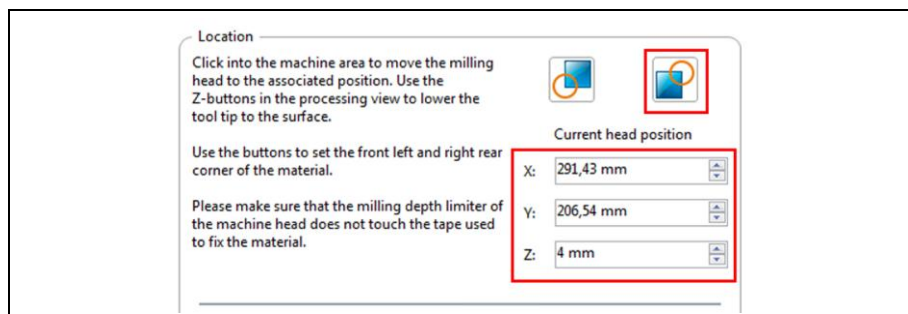 Location
Click into the machine area to move the milling
head to the associated position. Use the
Z-buttons in the processing view to lower the
tool tip to the surface.
Use the buttons to set the front left and right rear
corner of the material.
Please make sure that the milling depth limiter of
the machine head does not touch the tape used
to fix the material.
Current head position
X: 291,43 mm
Y: 206,54 mm
Z: 4 mm